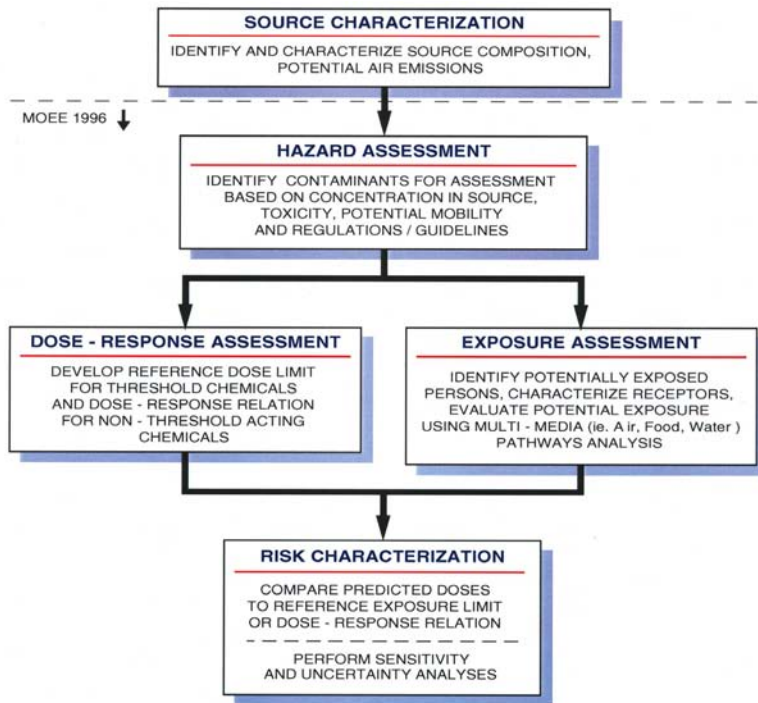 SOURCE CHARACTERIZATION
IDENTIFY AND CHARACTERIZE SOURCE COMPOSITION,
POTENTIAL AIR EMISSIONS
MOEE 1996
HAZARD ASSESSMENT
IDENTIFY CONTAMINANTS FOR ASSESSMENT
BASED ON CONCENTRATION IN SOURCE,
TOXICITY, POTENTIAL MOBILITY
AND REGULATIONS / GUIDELINES
DOSE - RESPONSE ASSESSMENT
DEVELOP REFERENCE DOSE LIMIT
FOR THRESHOLD CHEMICALS
AND DOSE - RESPONSE RELATION
FOR NON - THRESHOLD ACTING
CHEMICALS
EXPOSURE ASSESSMENT
IDENTIFY POTENTIALLY EXPOSED
PERSONS, CHARACTERIZE RECEPTORS,
EVALUATE POTENTIAL EXPOSURE
USING MULTI - MEDIA (ie. A ir, Food, Water )
PATHWAYS ANALYSIS
RISK CHARACTERIZATION
COMPARE PREDICTED DOSES
TO REFERENCE EXPOSURE LIMIT
OR DOSE - RESPONSE RELATION
PERFORM SENSITIVITY
AND UNCERTAINTY ANALYSES